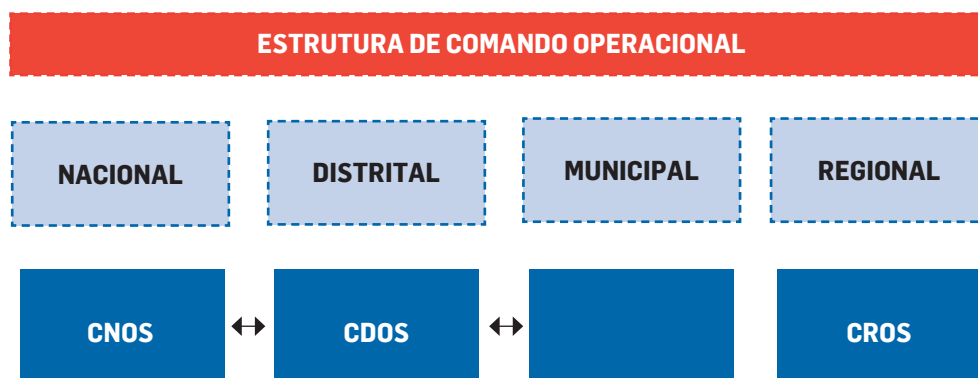 ESTRUTURA DE COMANDO OPERACIONAL
NACIONAL
DISTRITAL
MUNICIPAL
REGIONAL
CNOS
CDOS
CROS